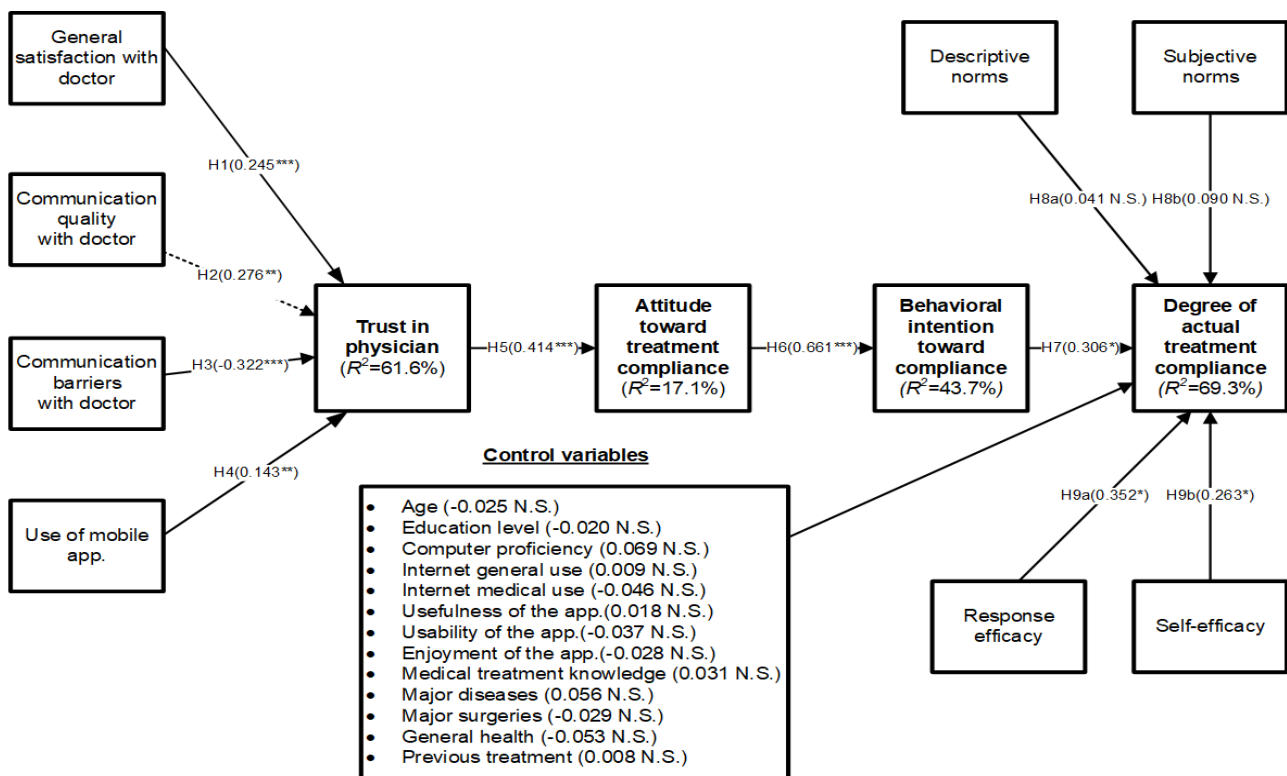 General
satisfaction with
doctor
Descriptive
norms
Subjective
norms
H1(0.245***)
Communication
quality
with doctor
H8a(0.041 N.S.)
H8b(0.090 N.S.)
H2(0.276**)
Communication
barriers
with doctor
H3(-0.322***)
Trust in
physician
(R²=61.6%)
H5(0.414***)
Attitude
toward
treatment
compliance
(R²=17.1%)
H6(0.661***)
Behavioral
intention
toward
compliance
(R²=43.7%)
H7(0.306*)
Degree of
actual
treatment
compliance
(R²=69.3%)
H4(0.143**)
Use of mobile
app.
Control variables
• Age (-0.025 N.S.)
• Education level (-0.020 N.S.)
• Computer proficiency (0.069 N.S.)
• Internet general use (0.009 N.S.)
• Internet medical use (-0.046 N.S.)
• Usefulness of the app.(0.018 N.S.)
• Usability of the app.(-0.037 N.S.)
• Enjoyment of the app.(-0.028 N.S.)
• Medical treatment knowledge (0.031 N.S.)
• Major diseases (0.056 N.S.)
• Major surgeries (-0.029 N.S.)
• General health (-0.053 N.S.)
• Previous treatment (0.008 N.S.)
H9a(0.352*)
H9b(0.263*)
Response
efficacy
Self-efficacy